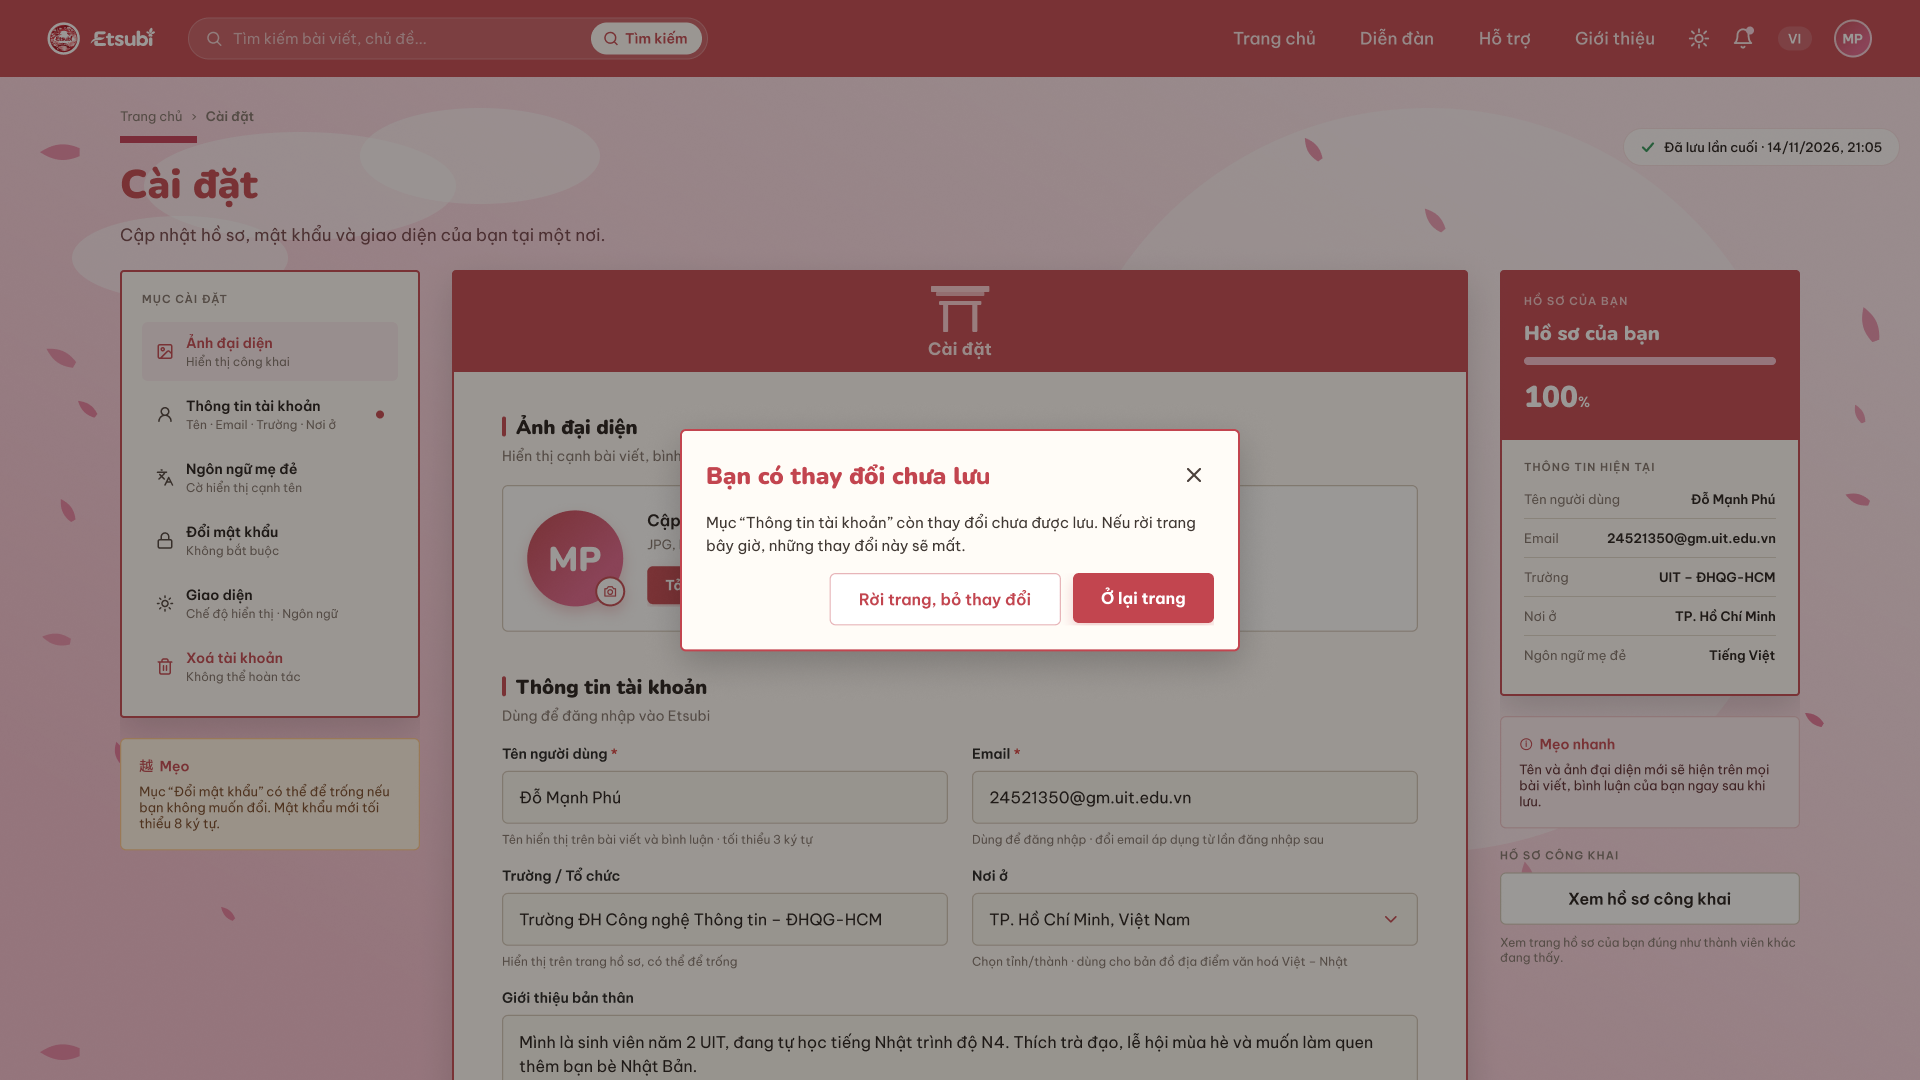 Etsubi
Tìm kiếm bài viết, chủ đề...
Tìm kiếm
Trang chủ
Diễn đàn
Hỗ trợ
Giới thiệu
VI
MP
Trang chủ › Cài đặt
Đã lưu lần cuối · 14/11/2026, 21:05
Cài đặt
Cập nhật hồ sơ, mật khẩu và giao diện của bạn tại một nơi.
MỤC CÀI ĐẶT
Ảnh đại diện
Hiển thị công khai
Thông tin tài khoản
Tên · Email · Trường · Nơi ở
Ngôn ngữ mẹ đẻ
Cờ hiển thị cạnh tên
Đổi mật khẩu
Không bắt buộc
Giao diện
Chế độ hiển thị · Ngôn ngữ
Xoá tài khoản
Không thể hoàn tác
越 Mẹo
Mục “Đổi mật khẩu” có thể để trống nếu
bạn không muốn đổi. Mật khẩu mới tối
thiểu 8 ký tự.
Cài đặt
Ảnh đại diện
Hiển thị cạnh bài viết, bình
MP
Cập
JPG,
Bạn có thay đổi chưa lưu
Mục “Thông tin tài khoản” còn thay đổi chưa được lưu. Nếu rời trang
bây giờ, những thay đổi này sẽ mất.
Rời trang, bỏ thay đổi
Ở lại trang
Thông tin tài khoản
Dùng để đăng nhập vào Etsubi
Tên người dùng *
Email *
Đỗ Mạnh Phú
24521350@gm.uit.edu.vn
Tên hiển thị trên bài viết và bình luận · tối thiểu 3 ký tự
Dùng để đăng nhập · đổi email áp dụng từ lần đăng nhập sau
Trường / Tổ chức
Nơi ở
Trường ĐH Công nghệ Thông tin – ĐHQG-HCM
TP. Hồ Chí Minh, Việt Nam
Hiển thị trên trang hồ sơ, có thể để trống
Chọn tỉnh/thành · dùng cho bản đồ địa điểm văn hoá Việt – Nhật
Giới thiệu bản thân
Mình là sinh viên năm 2 UIT, đang tự học tiếng Nhật trình độ N4. Thích trà đạo, lễ hội mùa hè và muốn làm quen
thêm bạn bè Nhật Bản.
HỒ SƠ CỦA BẠN
Hồ sơ của bạn
100%
THÔNG TIN HIỆN TẠI
Tên người dùng Đỗ Mạnh Phú
Email 24521350@gm.uit.edu.vn
Trường UIT – ĐHQG-HCM
Nơi ở TP. Hồ Chí Minh
Ngôn ngữ mẹ đẻ Tiếng Việt
Mẹo nhanh
Tên và ảnh đại diện mới sẽ hiện trên mọi
bài viết, bình luận của bạn ngay sau khi
lưu.
HỒ SƠ CÔNG KHAI
Xem hồ sơ công khai
Xem trang hồ sơ của bạn đúng như thành viên khác
đang thấy.